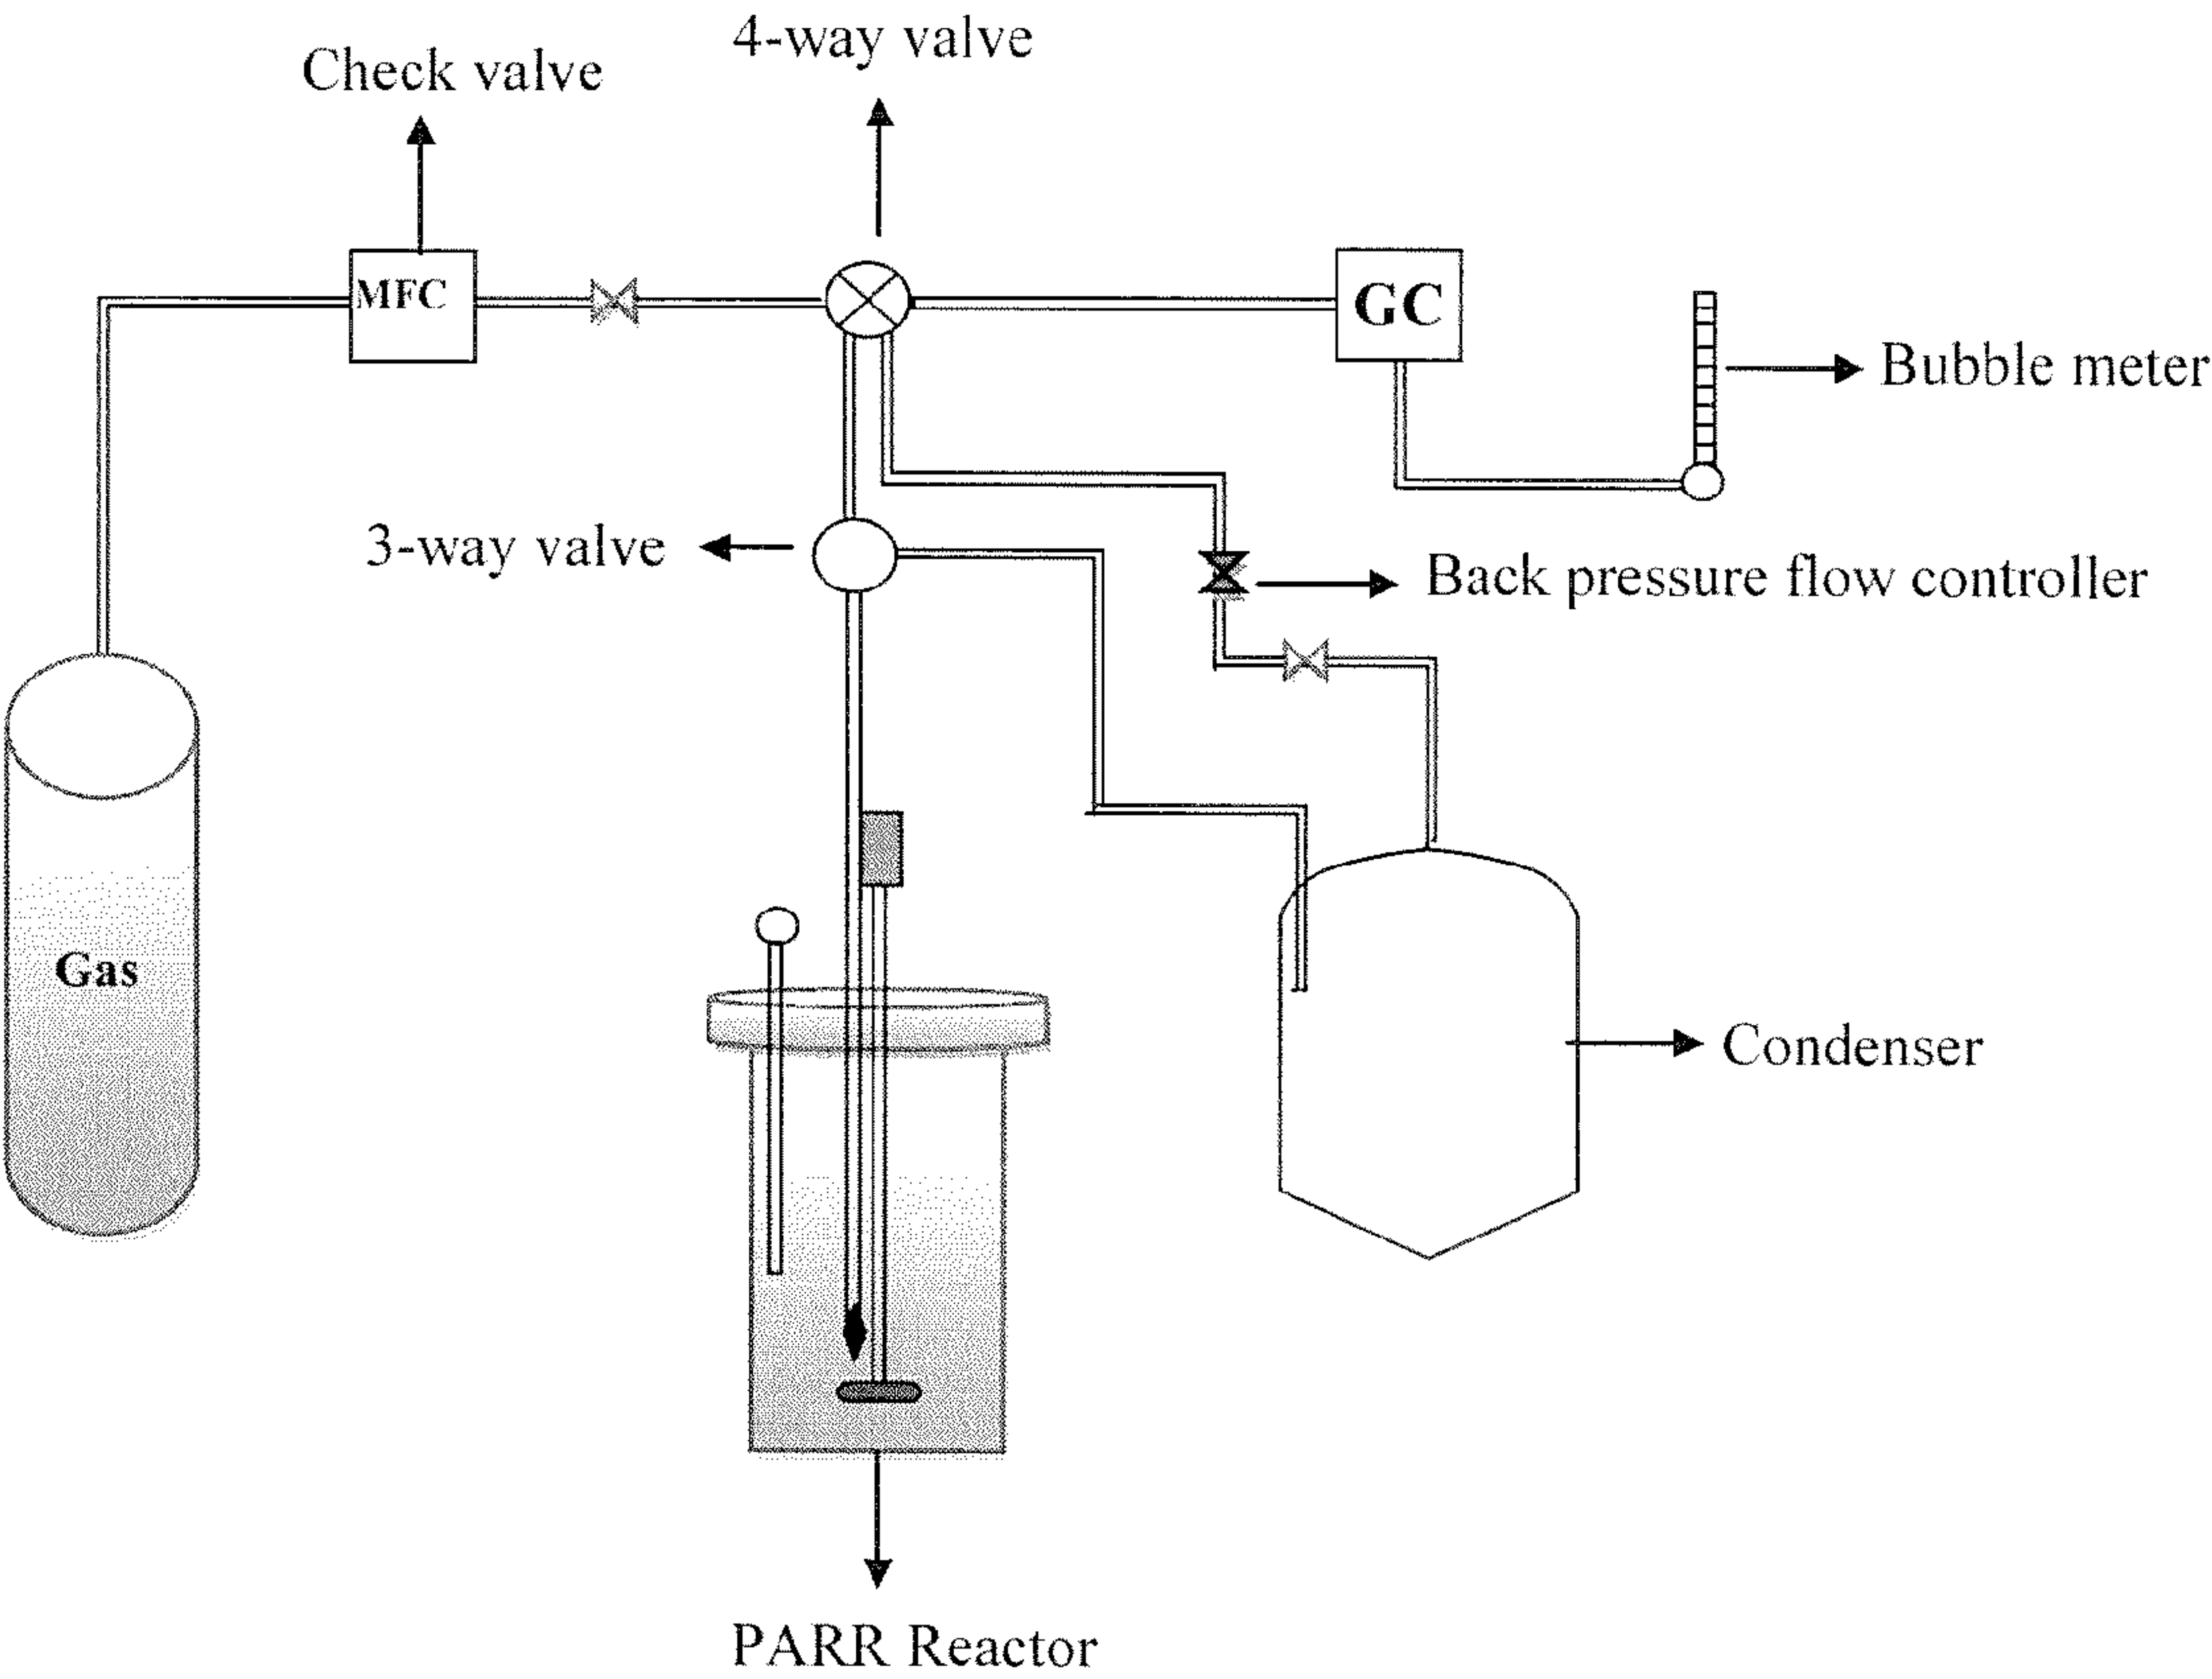 4-way valve
Check valve
MFC
GC
Bubble meter
3-way valve
Back pressure flow controller
Gas
Condenser
PARR Reactor